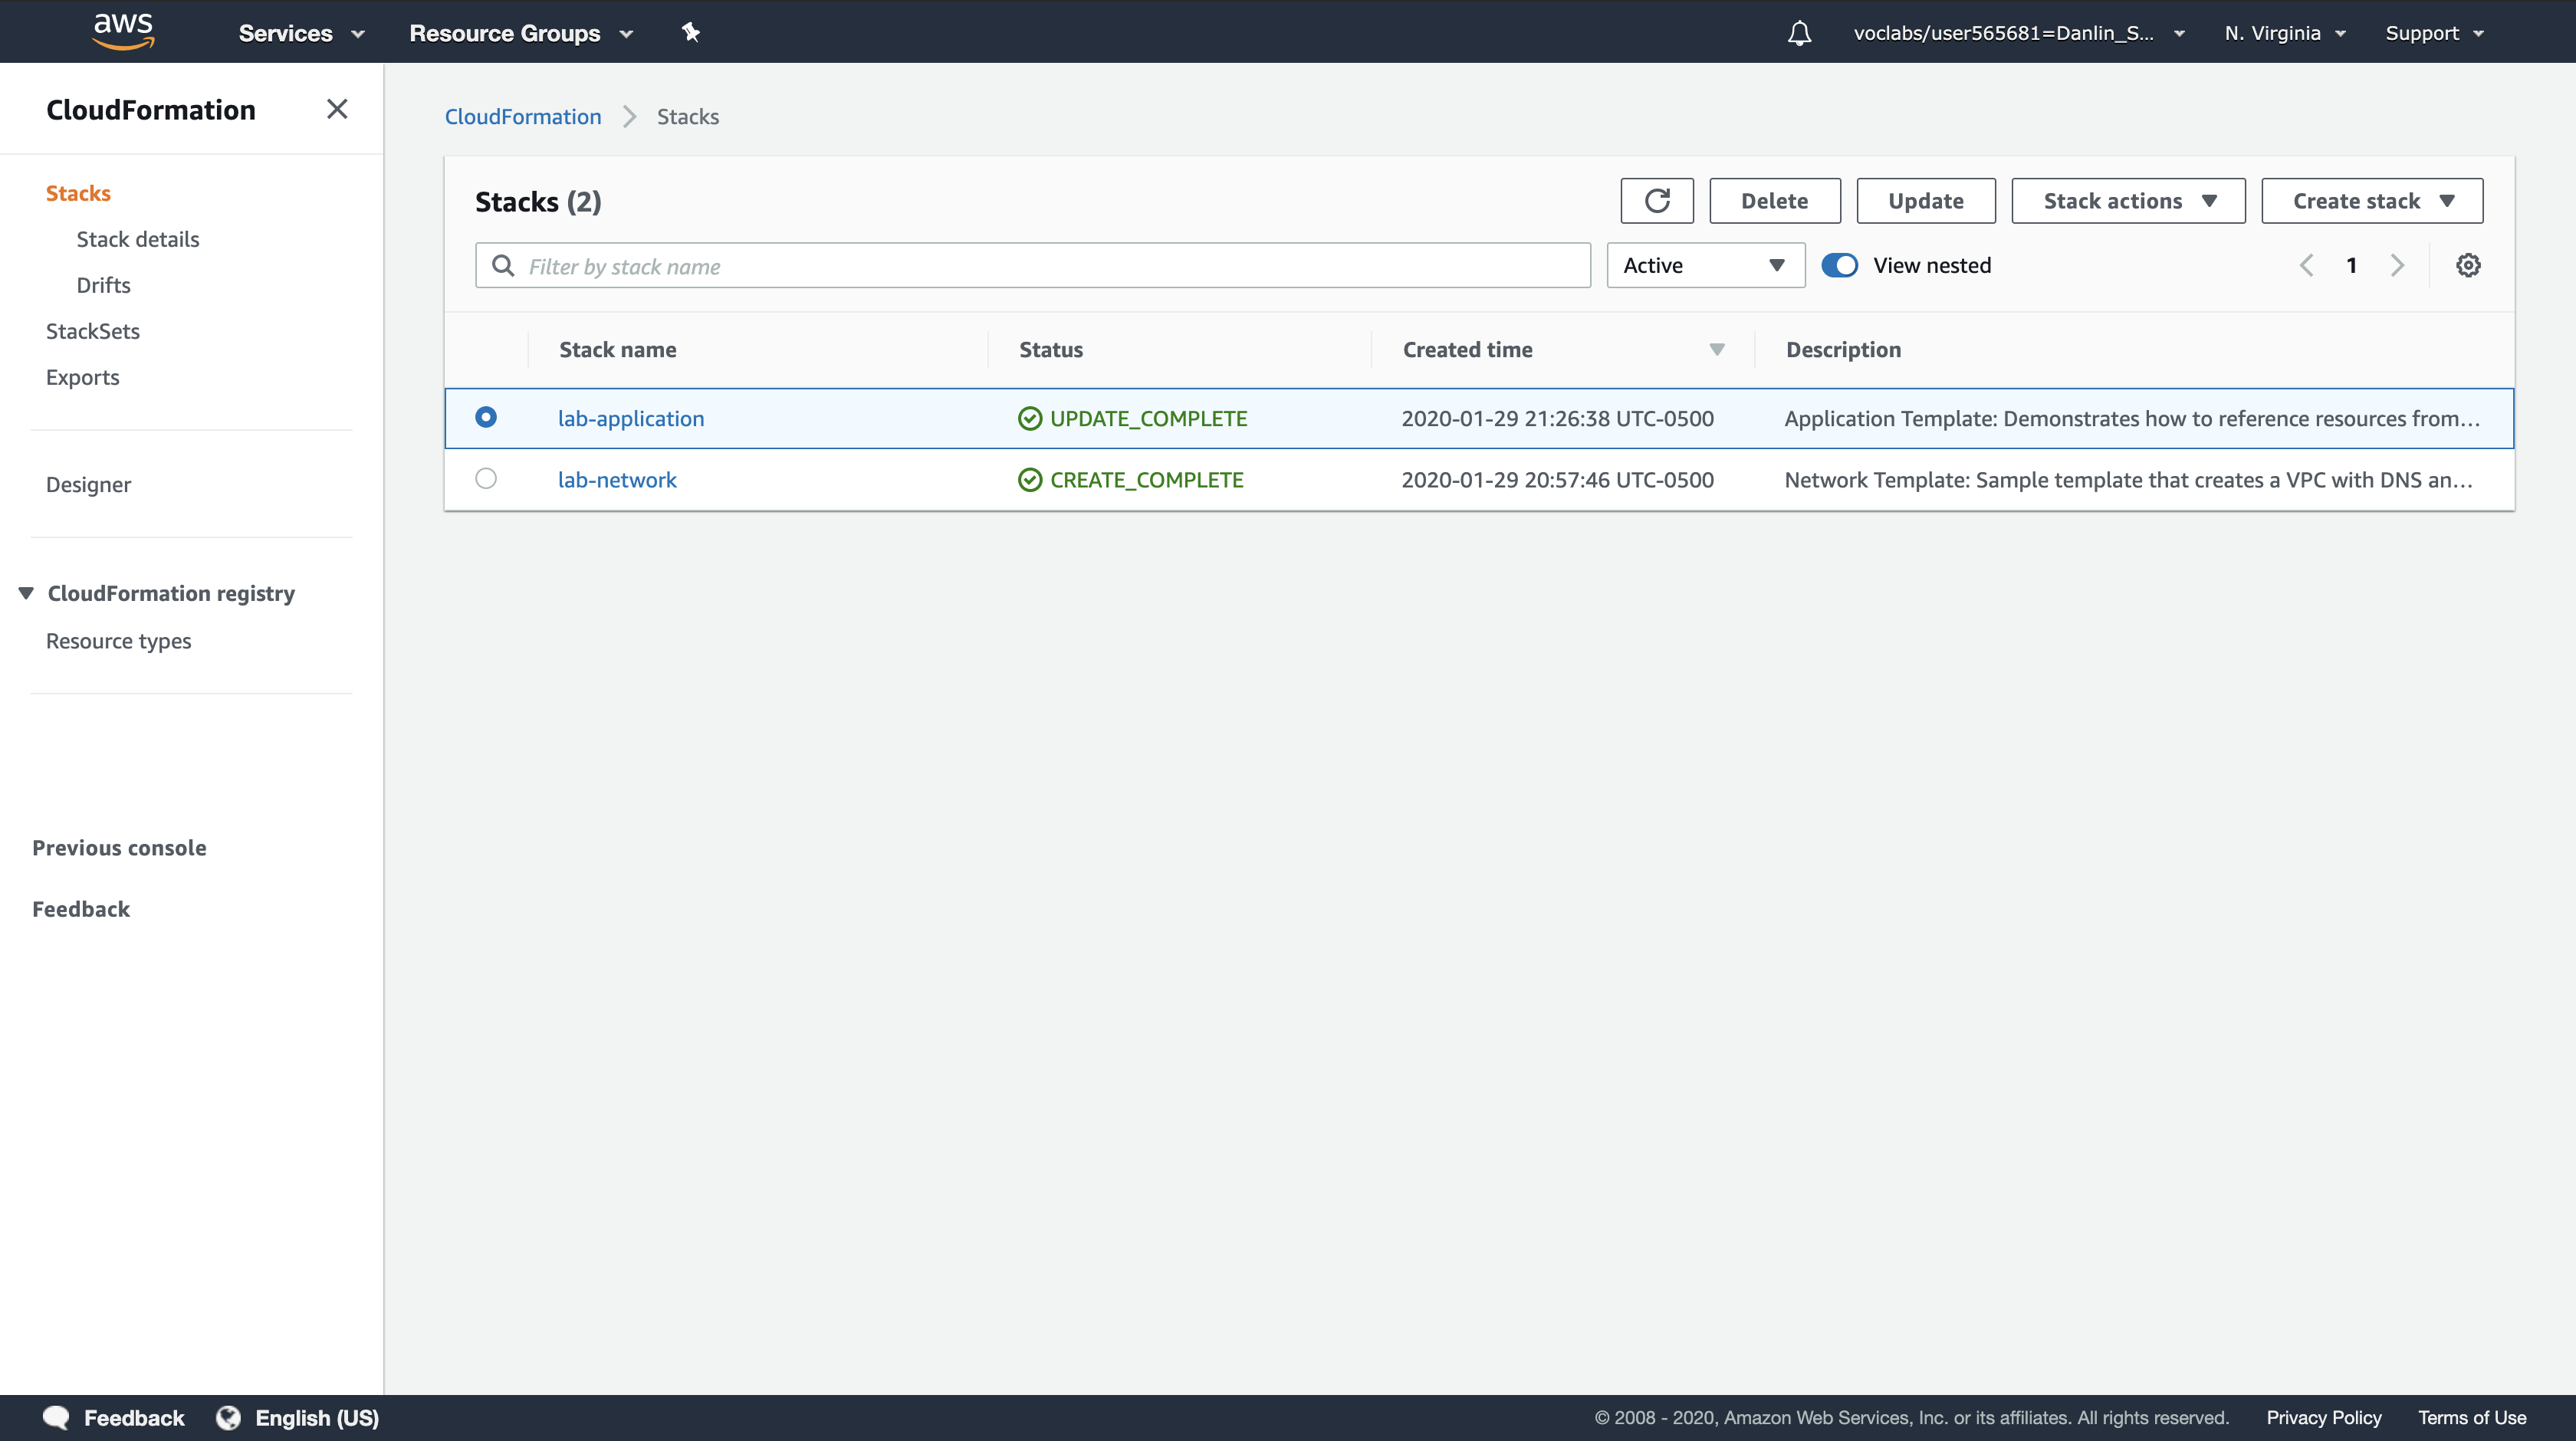 aws Services Resource Groups voclabs/user565681=Danlin_S... N. Virginia Support
CloudFormation
Stacks
Stack details
Drifts
StackSets
Exports
Designer
CloudFormation registry
Resource types
Previous console
Feedback
CloudFormation Stacks
Stacks (2) Delete Update Stack actions Create stack
Filter by stack name Active View nested 1
Stack name Status Created time Description
lab-application UPDATE_COMPLETE 2020-01-29 21:26:38 UTC-0500 Application Template: Demonstrates how to reference resources from...
lab-network CREATE_COMPLETE 2020-01-29 20:57:46 UTC-0500 Network Template: Sample template that creates a VPC with DNS an...
Feedback English (US) © 2008 - 2020, Amazon Web Services, Inc. or its affiliates. All rights reserved. Privacy Policy Terms of Use